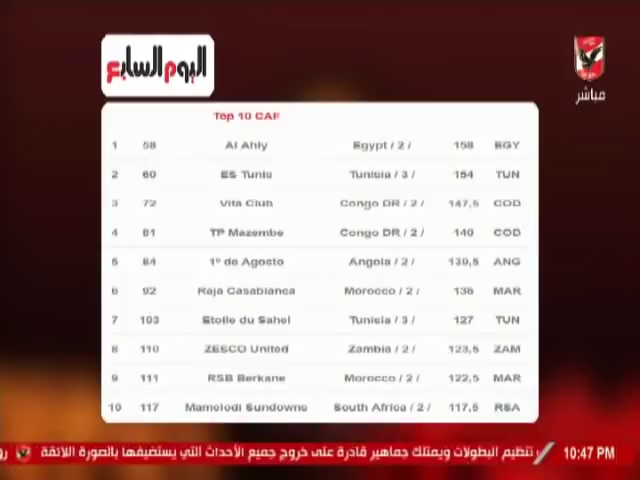 اليوم السابع
مباشر
Top 10 CAF
1 58 Al Ahly Egypt / 2 / 158 EGY
2 60 ES Tunis Tunisia / 3 / 154 TUN
3 72 Vita Club Congo DR / 2 / 147,5 COD
4 81 TP Mazembe Congo DR / 2 / 140 COD
5 84 1º de Agosto Angola / 2 / 139,5 ANG
6 92 Raja Casablanca Morocco / 2 / 136 MAR
7 103 Etoile du Sahel Tunisia / 3 / 127 TUN
8 110 ZESCO United Zambia / 2 / 123,5 ZAM
9 111 RSB Berkane Morocco / 2 / 122,5 MAR
10 117 Mamelodi Sundowns South Africa / 2 / 117,5 RSA
تنظيم البطولات ويمتلك جماهير قادرة على خروج جميع الأحداث التي يستضيفها بالصورة اللائقة
10:47 PM